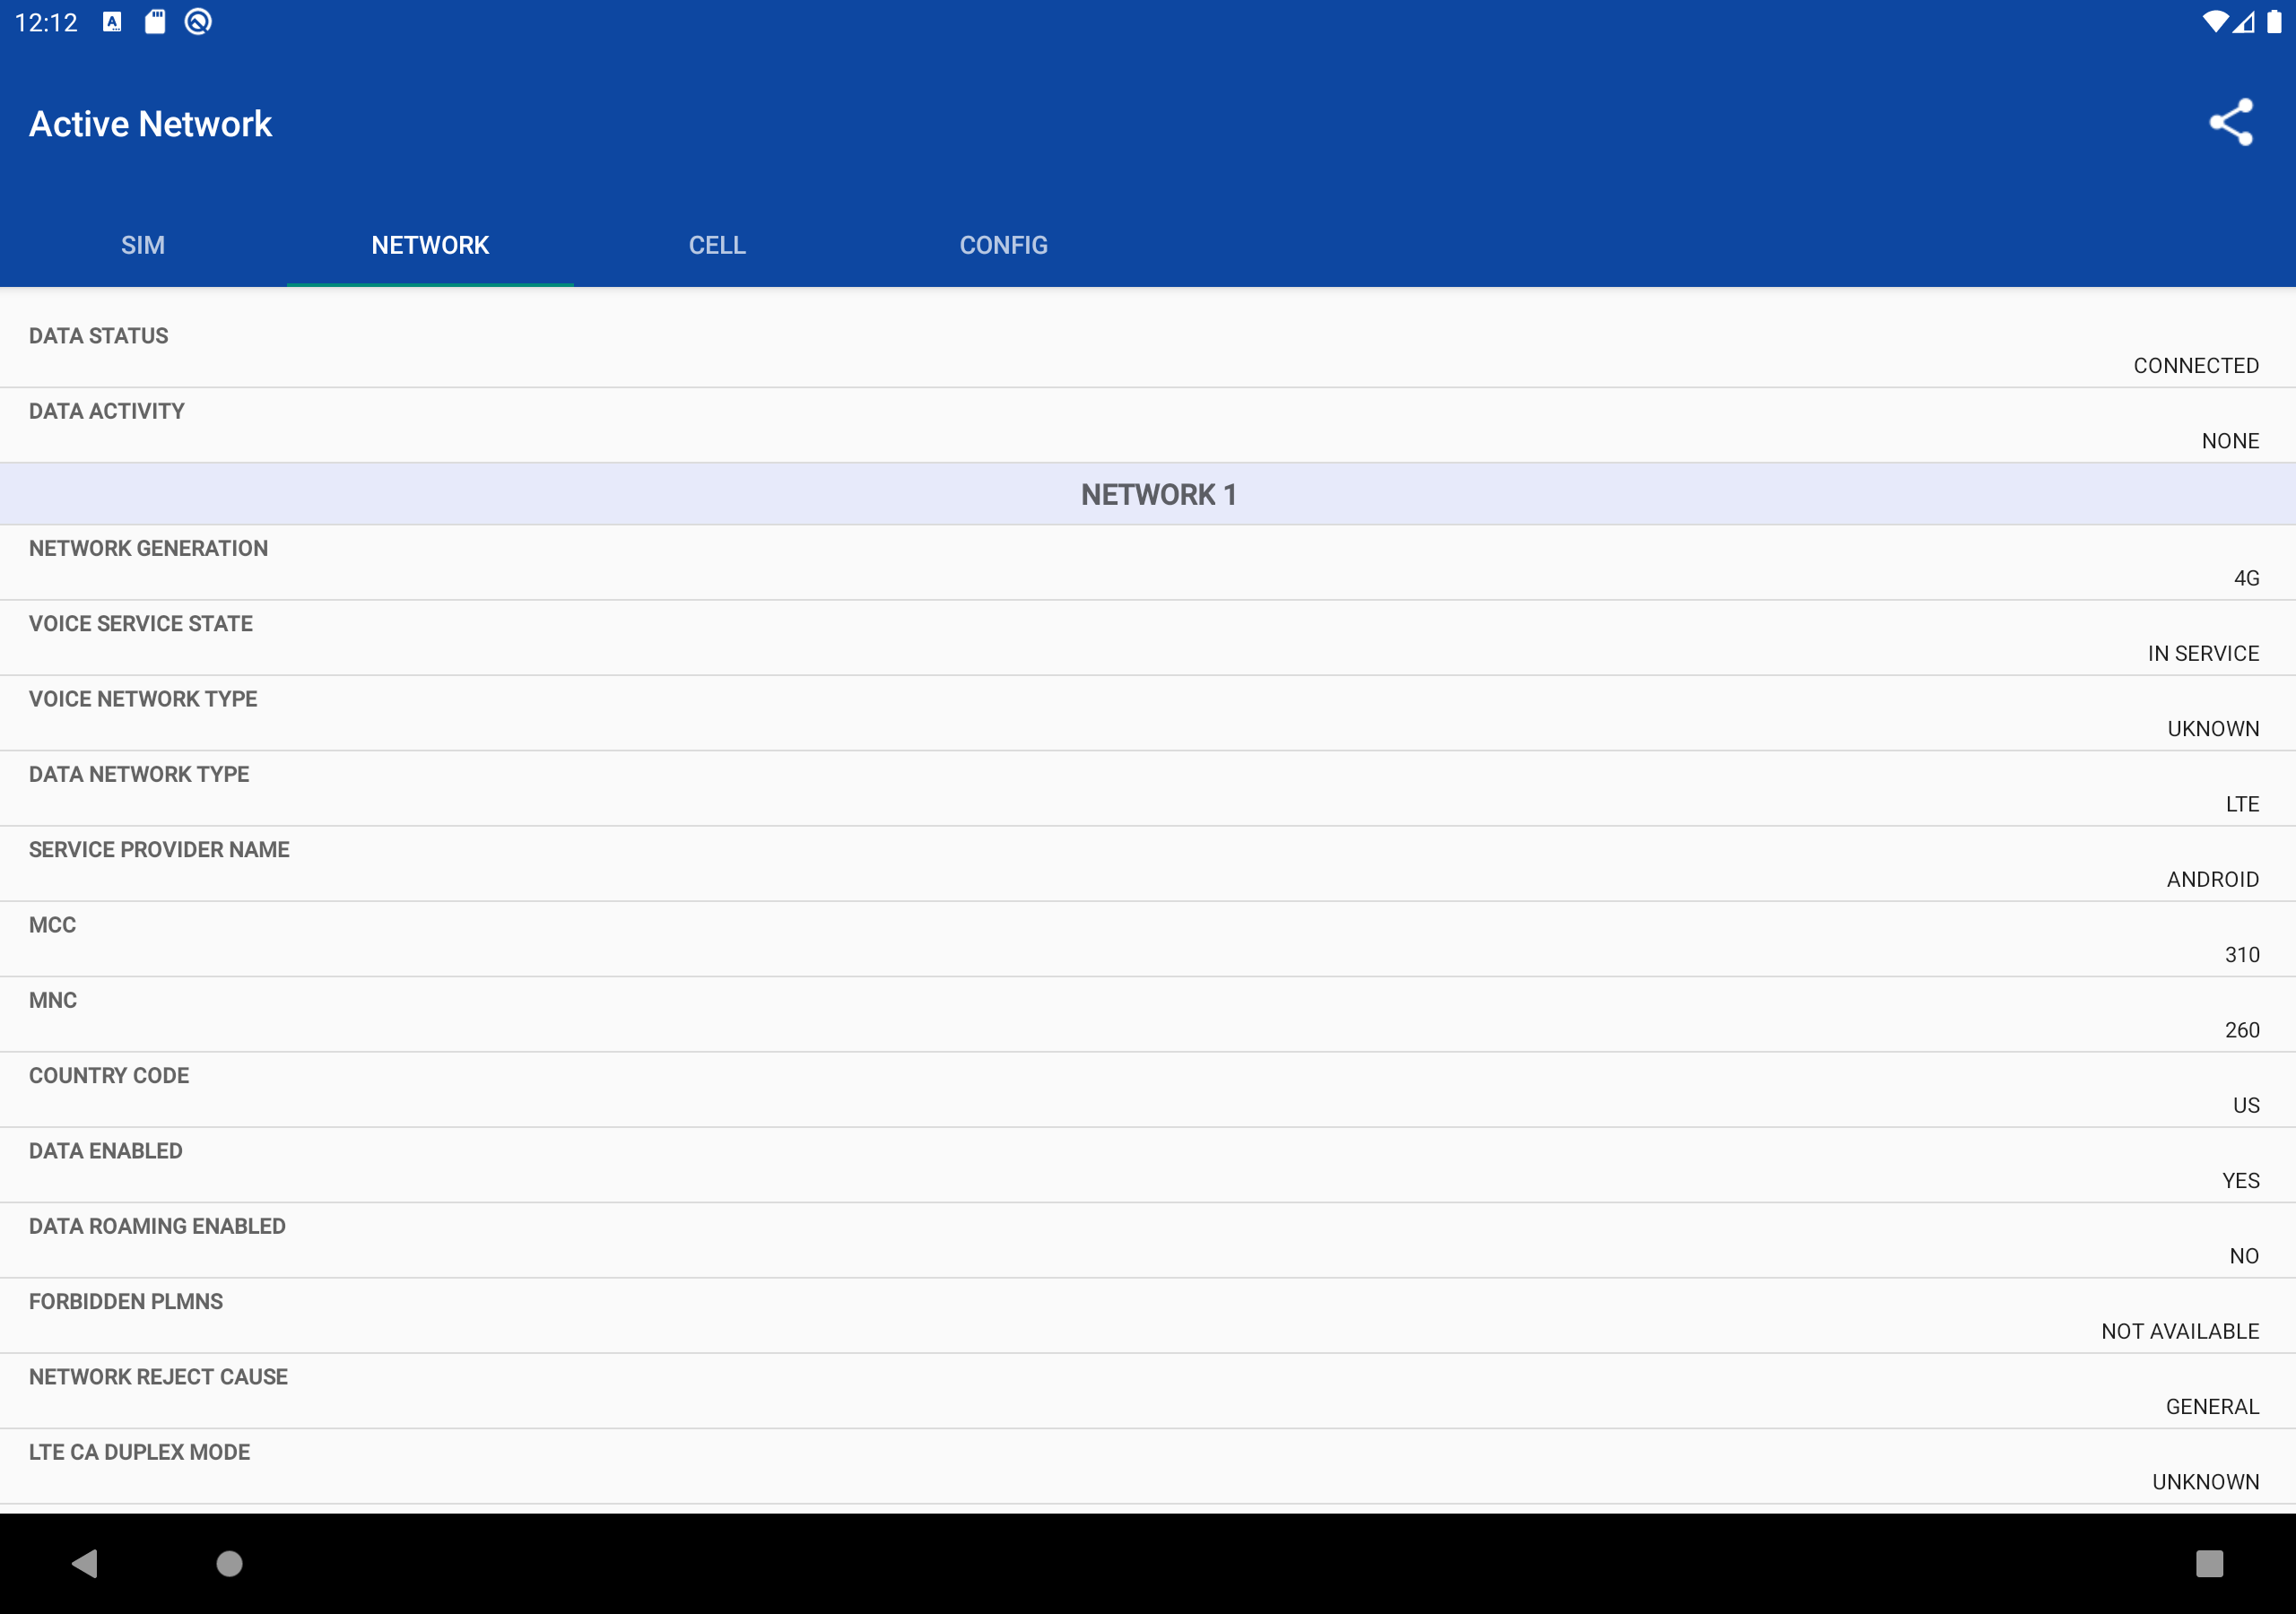 12:12
Active Network
SIM NETWORK CELL CONFIG
DATA STATUS
CONNECTED
DATA ACTIVITY
NONE
NETWORK 1
NETWORK GENERATION
4G
VOICE SERVICE STATE
IN SERVICE
VOICE NETWORK TYPE
UKNOWN
DATA NETWORK TYPE
LTE
SERVICE PROVIDER NAME
ANDROID
MCC
310
MNC
260
COUNTRY CODE
US
DATA ENABLED
YES
DATA ROAMING ENABLED
NO
FORBIDDEN PLMNS
NOT AVAILABLE
NETWORK REJECT CAUSE
GENERAL
LTE CA DUPLEX MODE
UNKNOWN